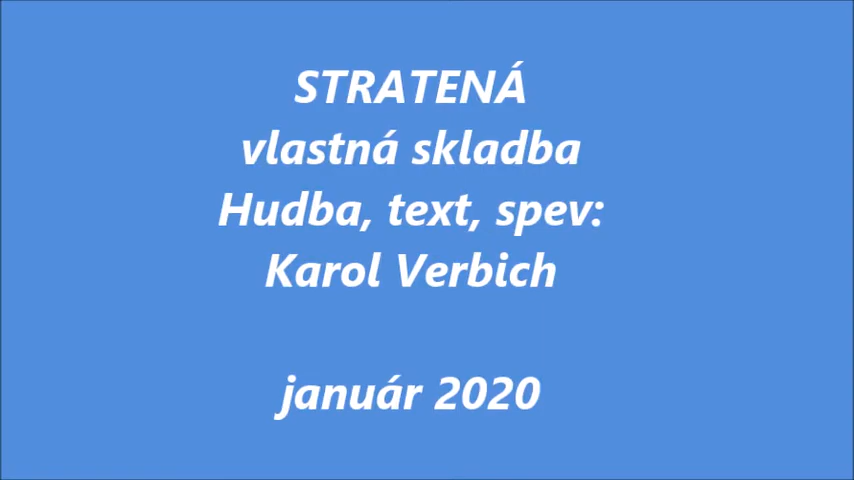 STRATENÁ
vlastná skladba
Hudba, text, spev:
Karol Verbich
január 2020